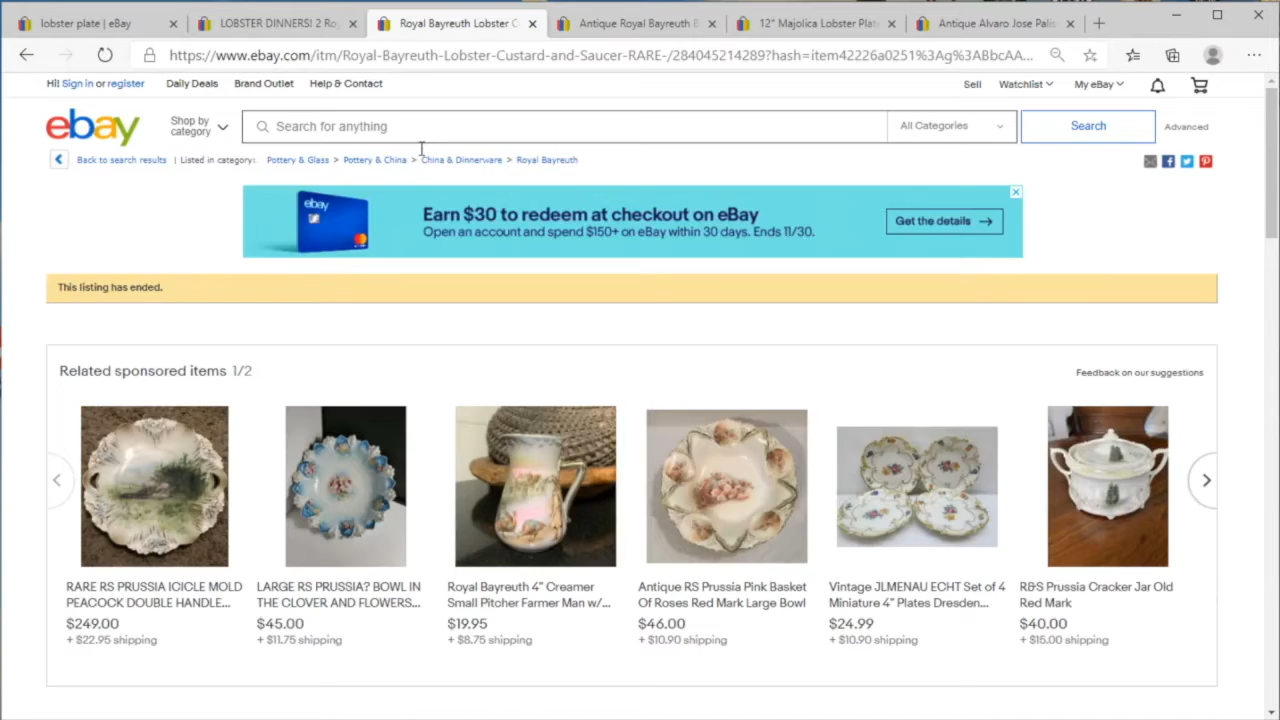 lobster plate | eBay
LOBSTER DINNERS! 2 Ro
Royal Bayreuth Lobster C
Antique Royal Bayreuth
12" Majolica Lobster Plat
Antique Alvaro Jose Palis
https://www.ebay.com/itm/Royal-Bayreuth-Lobster-Custard-and-Saucer-RARE-/284045214289?hash=item42226a0251%3Ag%3ABbcAA...
Hi! Sign in or register
Daily Deals
Brand Outlet
Help & Contact
Sell
Watchlist
My eBay
ebay
Shop by
category
Search for anything
All Categories
Search
Advanced
Back to search results | Listed in category:
Pottery & Glass > Pottery & China > China & Dinnerware > Royal Bayreuth
ebay
Earn $30 to redeem at checkout on eBay
Open an account and spend $150+ on eBay within 30 days. Ends 11/30.
Get the details
This listing has ended.
Related sponsored items 1/2
Feedback on our suggestions
RARE RS PRUSSIA ICICLE MOLD
PEACOCK DOUBLE HANDLE...
$249.00
+ $22.95 shipping
LARGE RS PRUSSIA? BOWL IN
THE CLOVER AND FLOWERS...
$45.00
+ $11.75 shipping
Royal Bayreuth 4" Creamer
Small Pitcher Farmer Man w/...
$19.95
+ $8.75 shipping
Antique RS Prussia Pink Basket
Of Roses Red Mark Large Bowl
$46.00
+ $10.90 shipping
Vintage JLMENAU ECHT Set of 4
Miniature 4" Plates Dresden...
$24.99
+ $10.90 shipping
R&S Prussia Cracker Jar Old
Red Mark
$40.00
+ $15.00 shipping